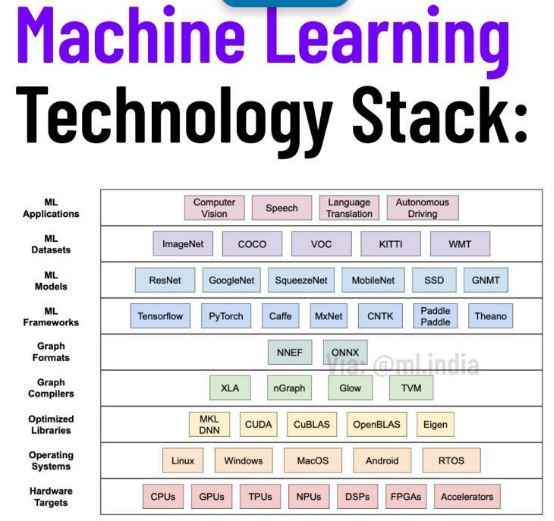 Machine Learning
Technology Stack:
ML
Applications
Computer
Vision
Speech
Language
Translation
Autonomous
Driving
ML
Datasets
ImageNet
COCO
VOC
KITTI
WMT
ML
Models
ResNet
GoogleNet
SqueezeNet
MobileNet
SSD
GNMT
ML
Frameworks
Tensorflow
PyTorch
Caffe
MxNet
CNTK
Paddle
Paddle
Theano
Graph
Formats
NNEF
ONNX
Via: @ml.india
Graph
Compilers
XLA
nGraph
Glow
TVM
Optimized
Libraries
MKL
DNN
CUDA
CuBLAS
OpenBLAS
Eigen
Operating
Systems
Linux
Windows
MacOS
Android
RTOS
Hardware
Targets
CPUs
GPUs
TPUs
NPUs
DSPs
FPGAs
Accelerators